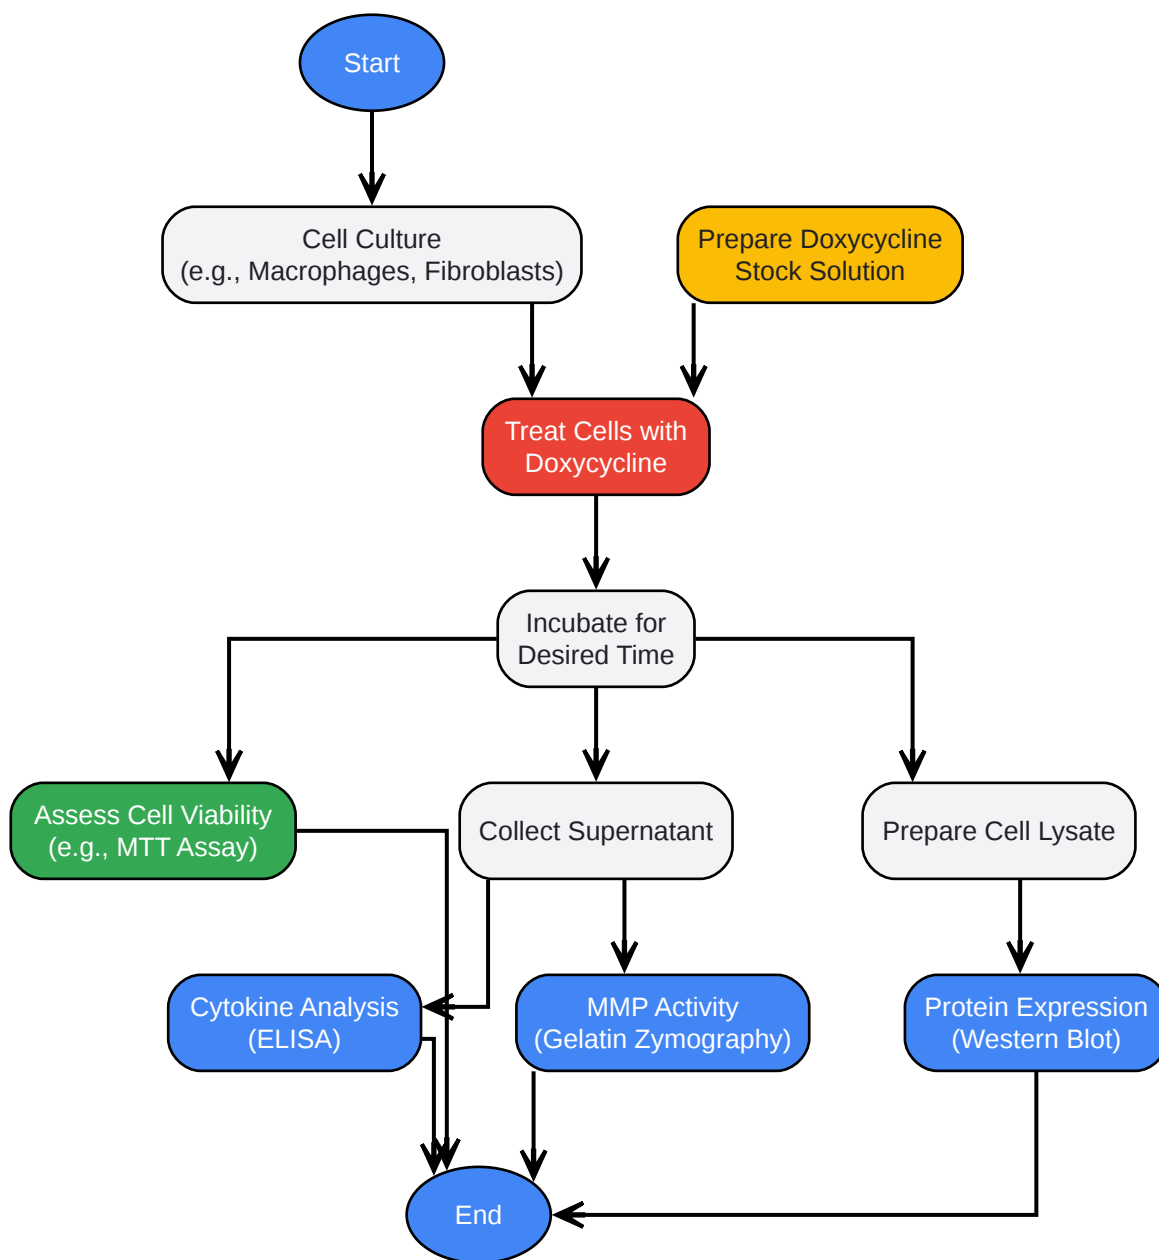 Start
Cell Culture
(e.g., Macrophages, Fibroblasts)
Prepare Doxycycline
Stock Solution
Treat Cells with
Doxycycline
Incubate for
Desired Time
Assess Cell Viability
(e.g., MTT Assay)
Collect Supernatant
Prepare Cell Lysate
Cytokine Analysis
(ELISA)
MMP Activity
(Gelatin Zymography)
Protein Expression
(Western Blot)
End